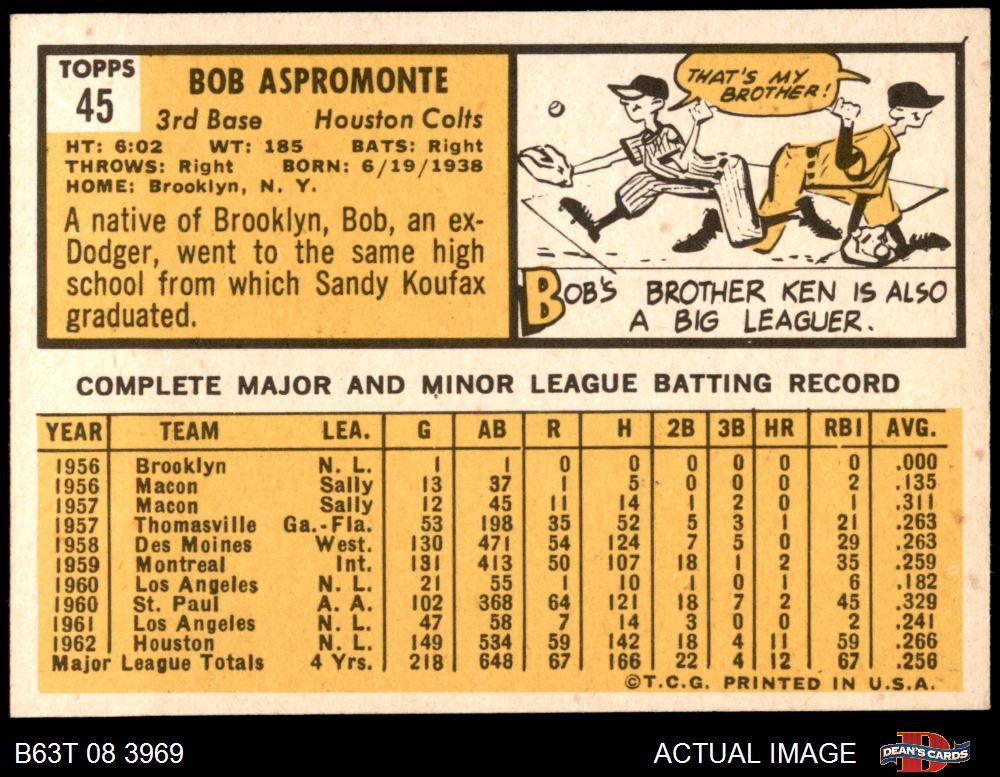 TOPPS
45
BOB ASPROMONTE
3rd Base Houston Colts
HT: 6:02 WT: 185 BATS: Right
THROWS: Right BORN: 6/19/1938
HOME: Brooklyn, N. Y.
A native of Brooklyn, Bob, an ex-
Dodger, went to the same high
school from which Sandy Koufax
graduated.
THAT'S MY
BROTHER!
BOB'S BROTHER KEN IS ALSO
A BIG LEAGUER.
COMPLETE MAJOR AND MINOR LEAGUE BATTING RECORD
YEAR TEAM LEA. G AB R H 2B 3B HR RBI AVG.
1956 Brooklyn N. L. 1 1 0 0 0 0 0 0 .000
1956 Macon Sally 13 37 1 5 0 0 0 2 .135
1957 Macon Sally 12 45 11 14 1 2 0 1 .311
1957 Thomasville Ga.-Fla. 53 198 35 52 5 3 1 21 .263
1958 Des Moines West. 130 471 54 124 7 5 0 29 .263
1959 Montreal Int. 131 413 50 107 18 1 2 35 .259
1960 Los Angeles N. L. 21 55 1 10 1 0 1 6 .182
1960 St. Paul A. A. 102 368 64 121 18 7 2 45 .329
1961 Los Angeles N. L. 47 58 7 14 3 0 0 2 .241
1962 Houston N. L. 149 534 59 142 18 4 11 59 .266
Major League Totals 4 Yrs. 218 648 67 166 22 4 12 67 .256
©T.C.G. PRINTED IN U.S.A.
B63T 08 3969 ACTUAL IMAGE DEAN'S CARDS